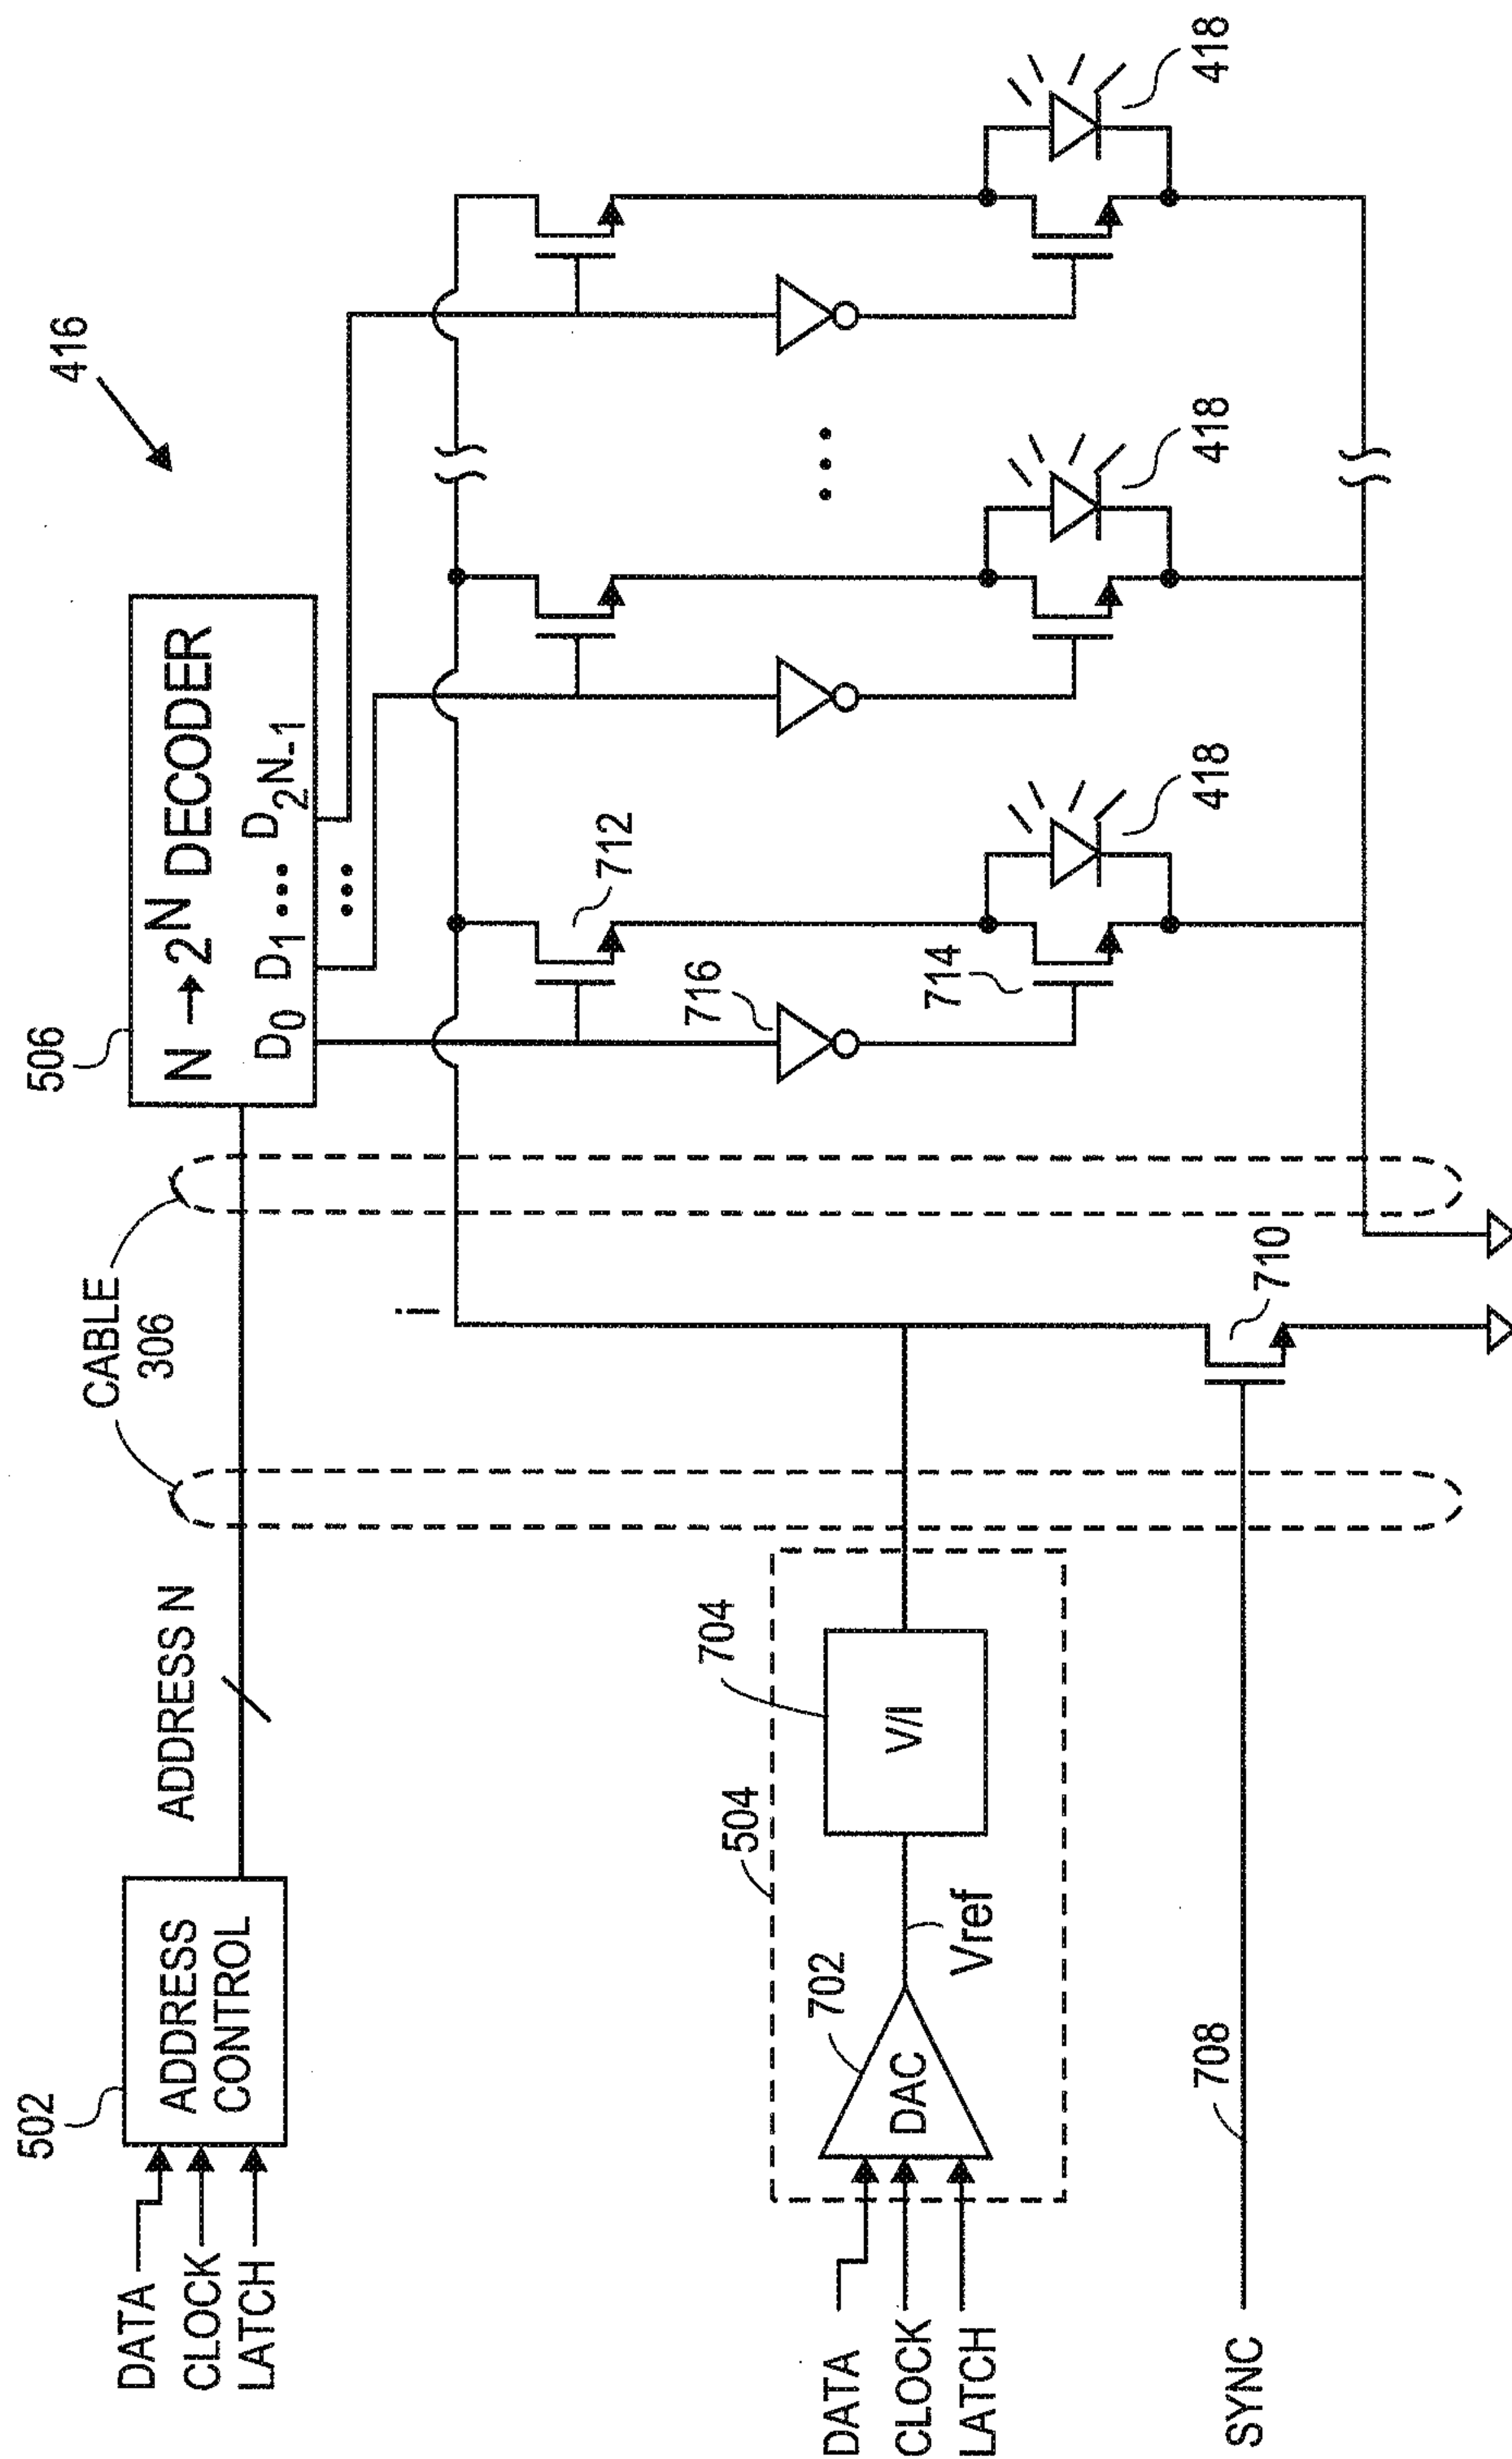 416
506
N → 2^N DECODER
D0 D1 ... D2N-1
...
CABLE
306
ADDRESS N
502
ADDRESS
CONTROL
DATA
CLOCK
LATCH
i
712
716
714
418
418
418
...
504
704
V/I
702
DAC
Vref
DATA
CLOCK
LATCH
710
708
SYNC